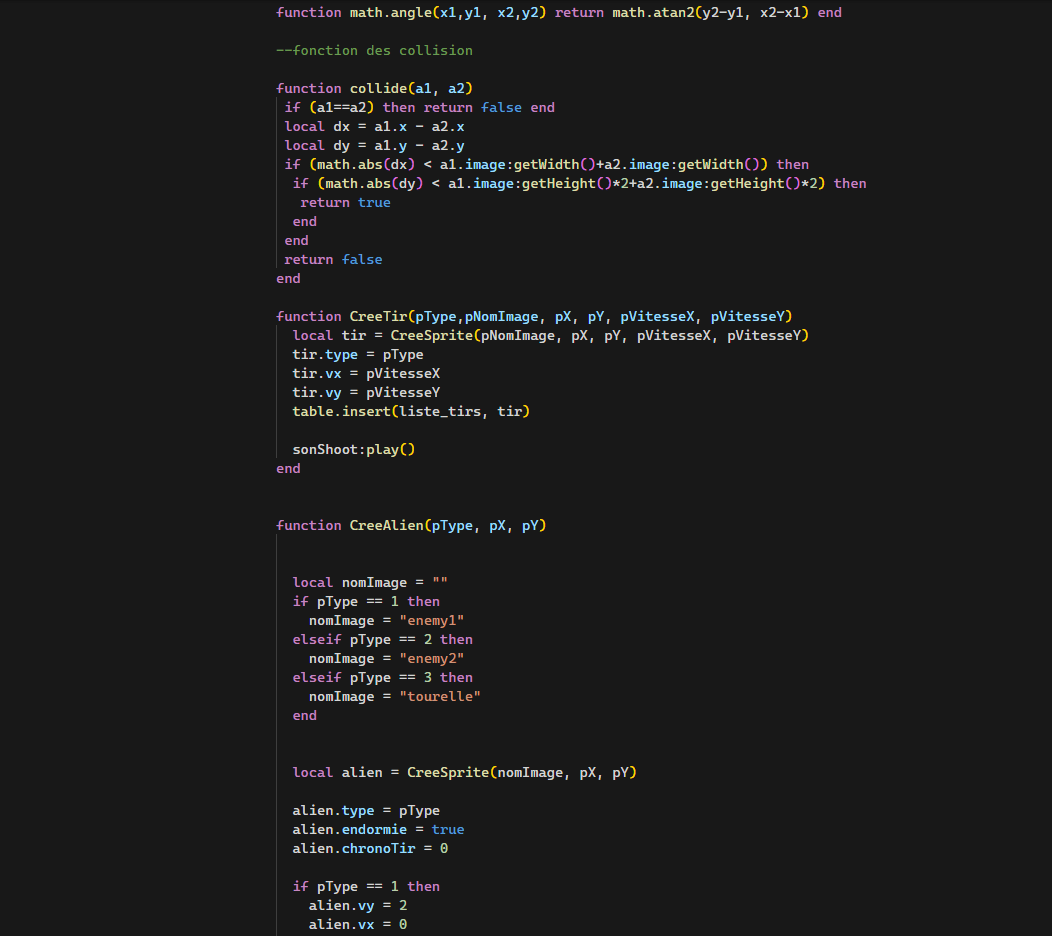 function math.angle(x1,y1, x2,y2) return math.atan2(y2-y1, x2-x1) end
--fonction des collision
function collide(a1, a2)
if (a1==a2) then return false end
local dx = a1.x - a2.x
local dy = a1.y - a2.y
if (math.abs(dx) < a1.image:getWidth()+a2.image:getWidth()) then
if (math.abs(dy) < a1.image:getHeight()*2+a2.image:getHeight()*2) then
return true
end
end
return false
end
function CreeTir(pType,pNomImage, pX, pY, pVitesseX, pVitesseY)
local tir = CreeSprite(pNomImage, pX, pY, pVitesseX, pVitesseY)
tir.type = pType
tir.vx = pVitesseX
tir.vy = pVitesseY
table.insert(liste_tirs, tir)
sonShoot:play()
end
function CreeAlien(pType, pX, pY)
local nomImage = ""
if pType == 1 then
nomImage = "enemy1"
elseif pType == 2 then
nomImage = "enemy2"
elseif pType == 3 then
nomImage = "tourelle"
end
local alien = CreeSprite(nomImage, pX, pY)
alien.type = pType
alien.endormie = true
alien.chronoTir = 0
if pType == 1 then
alien.vy = 2
alien.vx = 0